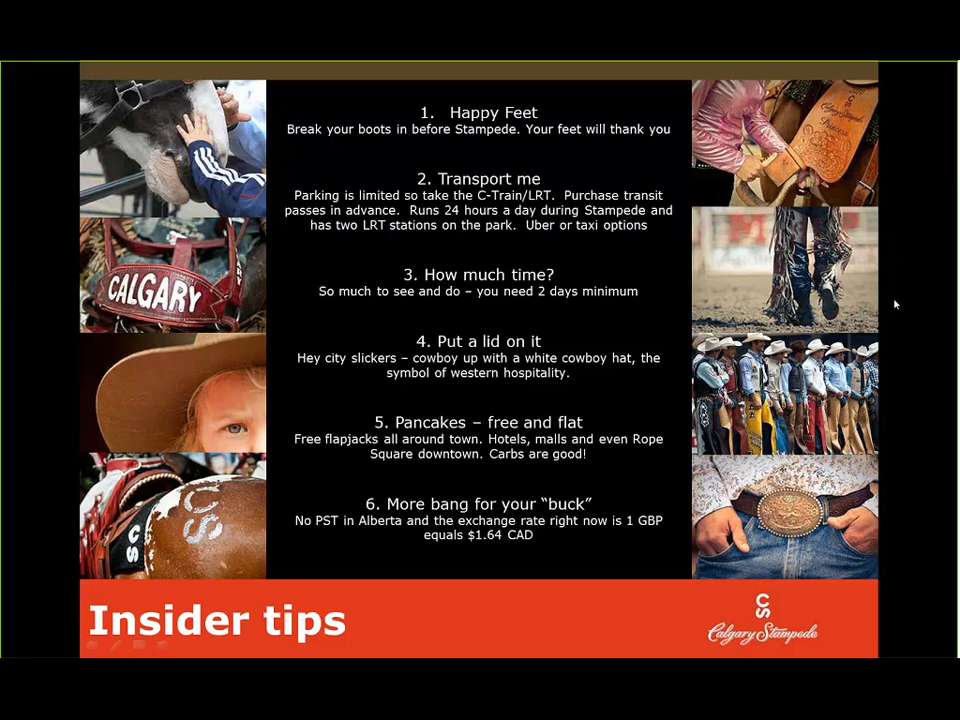 1. Happy Feet
Break your boots in before Stampede. Your feet will thank you
2. Transport me
Parking is limited so take the C-Train/LRT. Purchase transit
passes in advance. Runs 24 hours a day during Stampede and
has two LRT stations on the park. Uber or taxi options
3. How much time?
So much to see and do – you need 2 days minimum
4. Put a lid on it
Hey city slickers – cowboy up with a white cowboy hat, the
symbol of western hospitality.
5. Pancakes – free and flat
Free flapjacks all around town. Hotels, malls and even Rope
Square downtown. Carbs are good!
6. More bang for your “buck”
No PST in Alberta and the exchange rate right now is 1 GBP
equals $1.64 CAD
CALGARY
CS
CS
Calgary Stampede
Princess
Insider tips
CS
Calgary Stampede